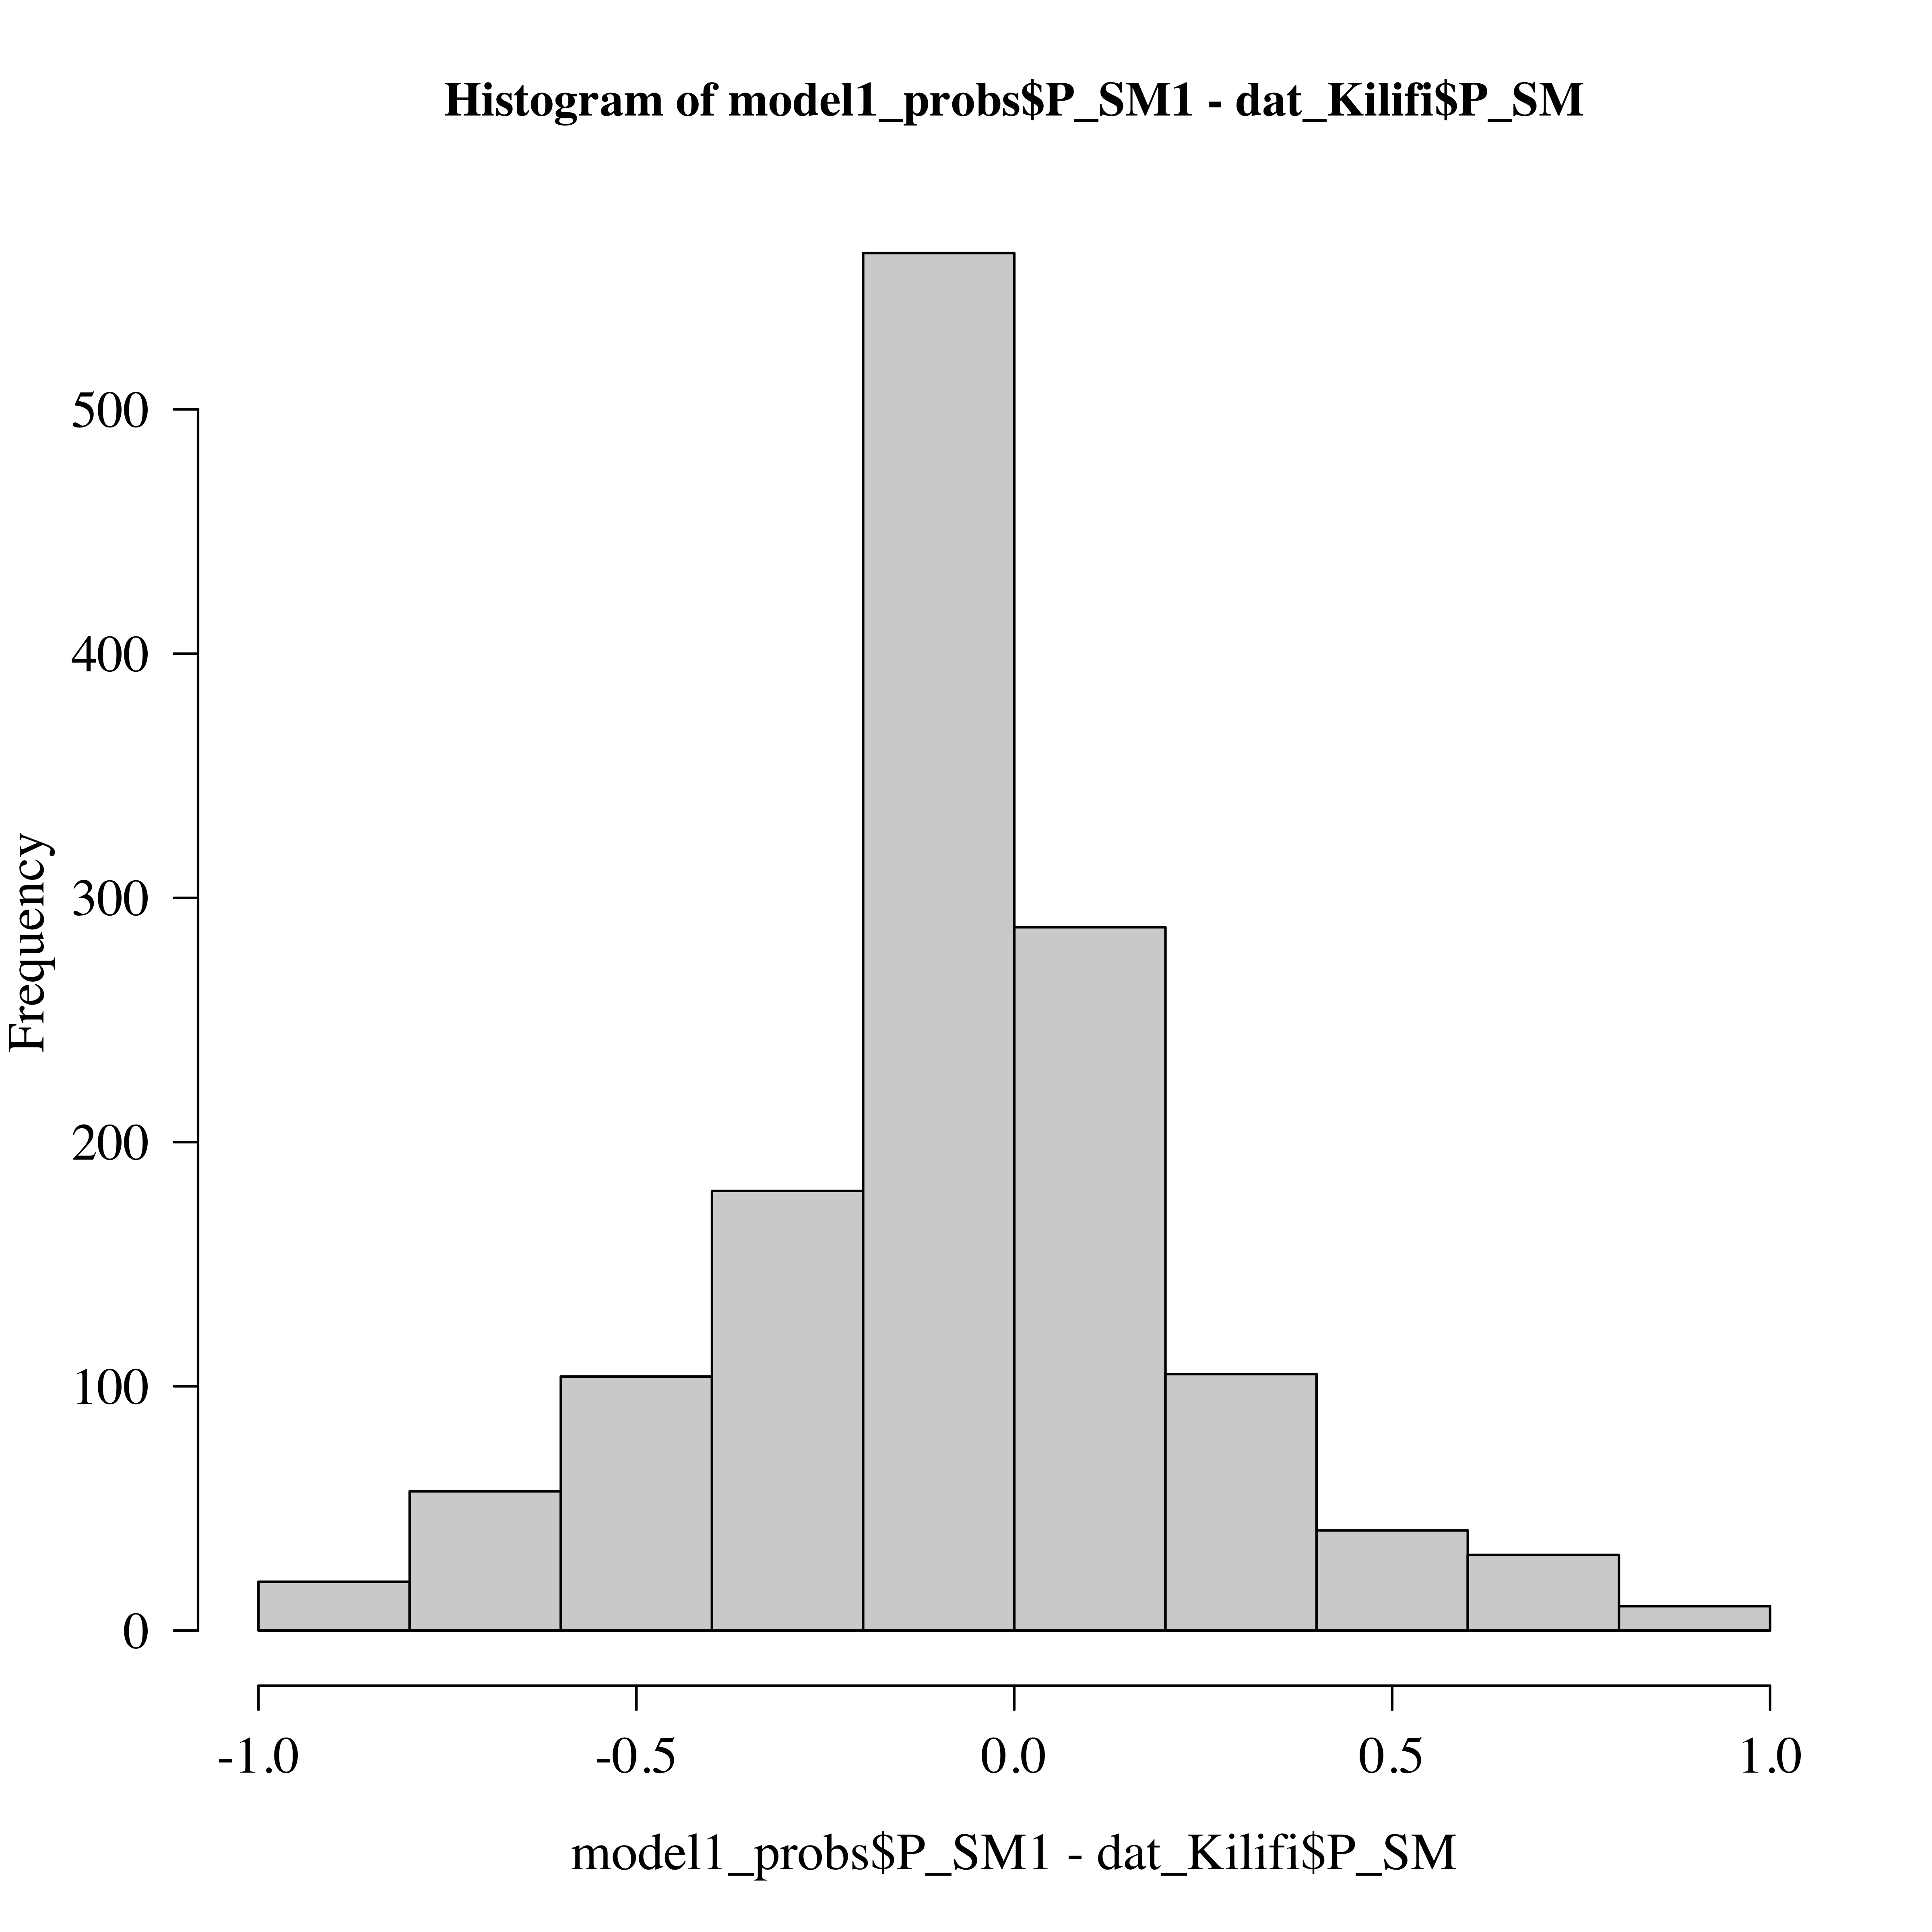 Histogram of model1_probs$P_SM1 - dat_Kilifi$P_SM
Frequency
500
400
300
200
100
0
-1.0 -0.5 0.0 0.5 1.0
model1_probs$P_SM1 - dat_Kilifi$P_SM